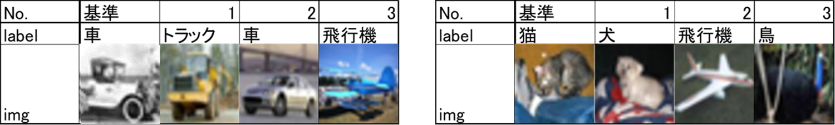 No. 基準 1 2 3
label 車 トラック 車 飛行機
img
No. 基準 1 2 3
label 猫 犬 飛行機 鳥
img